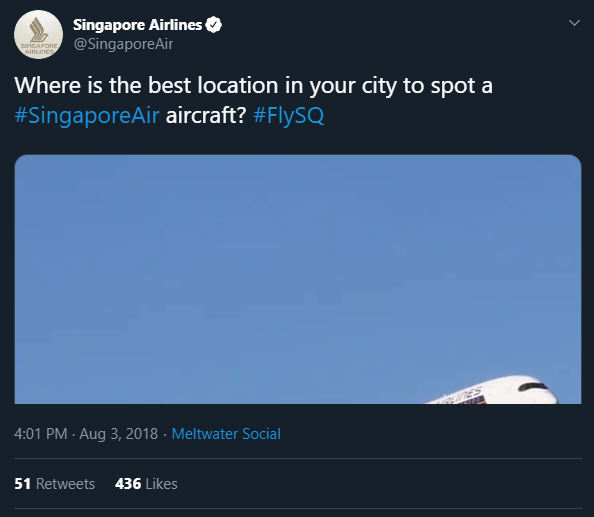 Singapore Airlines
@SingaporeAir
SINGAPORE
AIRLINES
Where is the best location in your city to spot a
#SingaporeAir aircraft? #FlySQ
4:01 PM · Aug 3, 2018 · Meltwater Social
51 Retweets 436 Likes